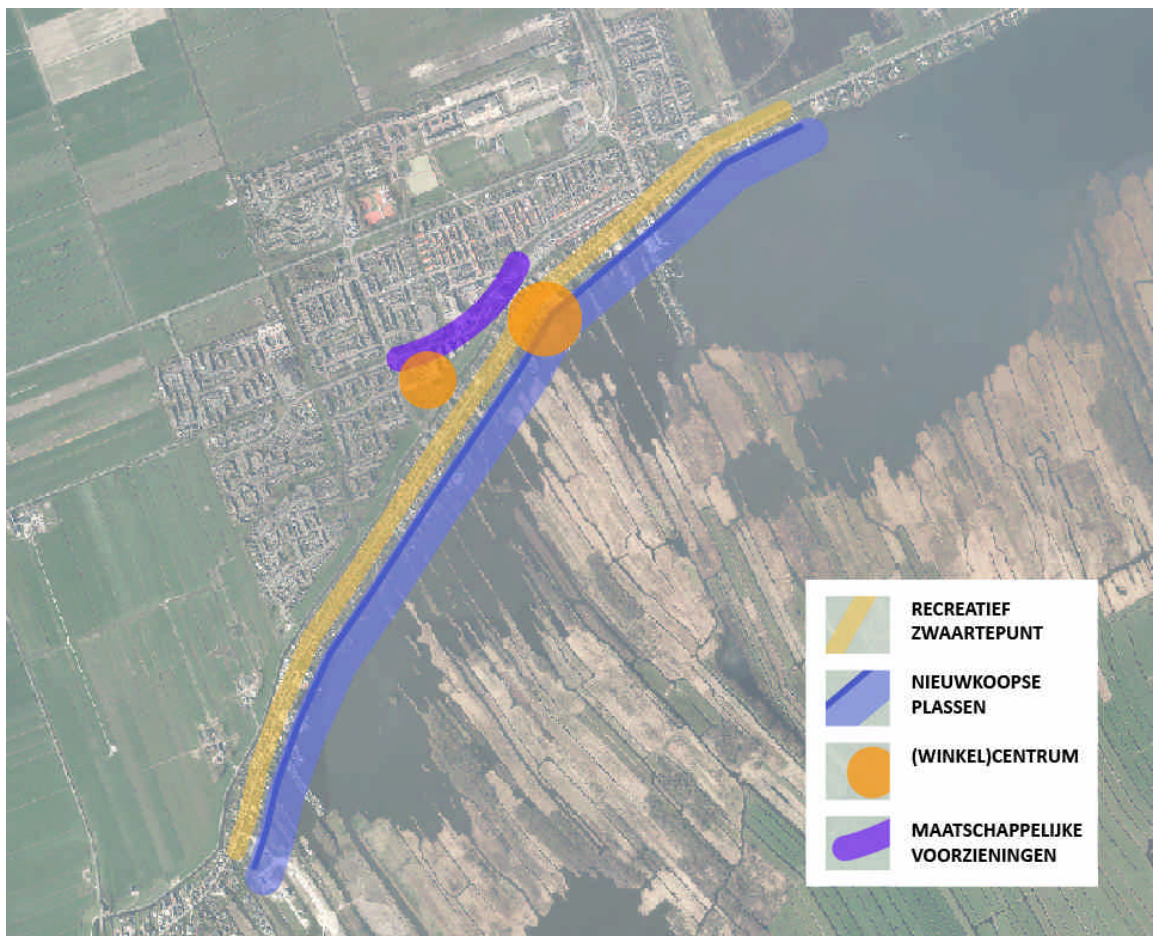 RECREATIEF
ZWAARTEPUNT
NIEUWKOOPSE
PLASSEN
(WINKEL)CENTRUM
MAATSCHAPPELIJKE
VOORZIENINGEN